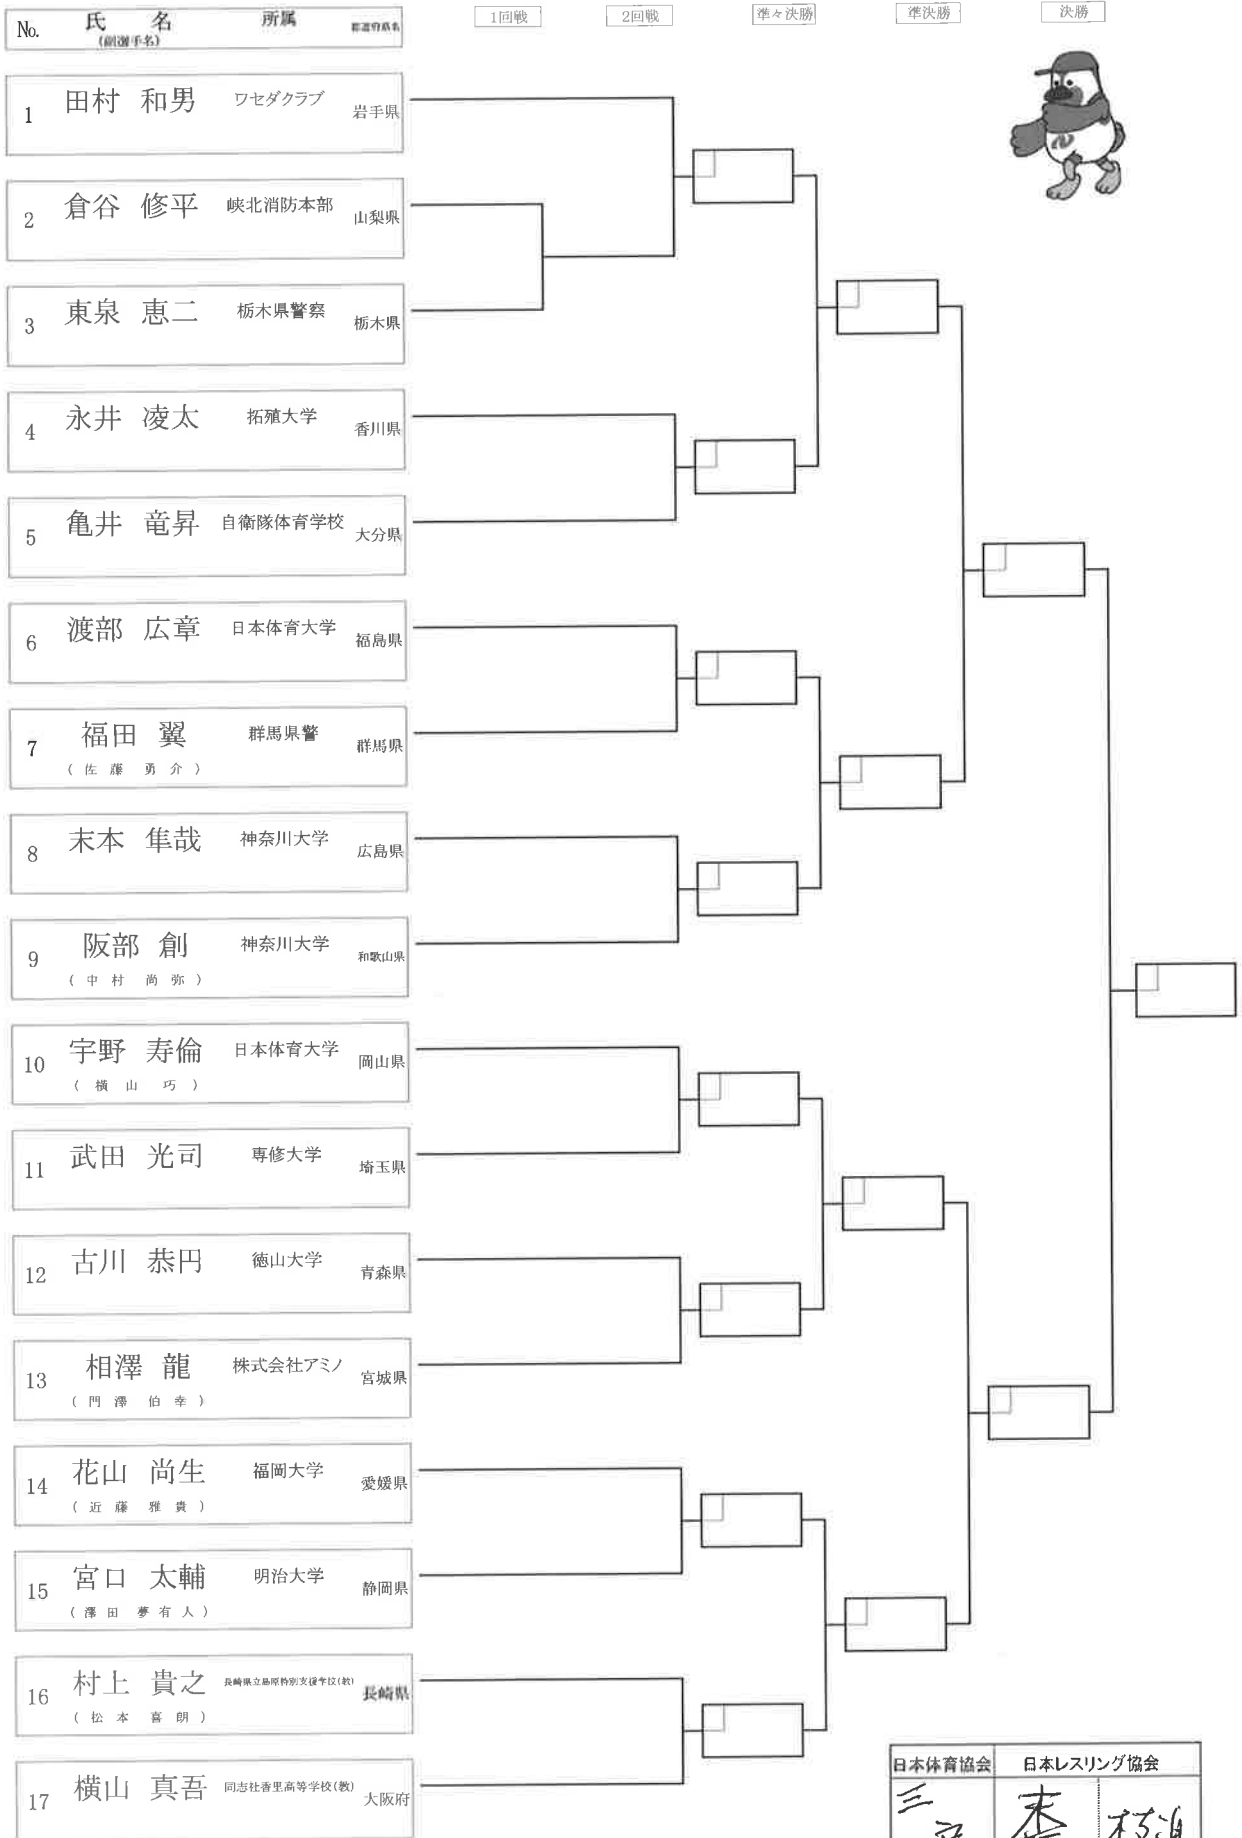 No. 氏 名 所属 都道府県名 1回戦 2回戦 準々決勝 準決勝 決勝
(副選手名)
1 田村 和男 ワセダクラブ 岩手県
2 倉谷 修平 峡北消防本部 山梨県
3 東泉 恵二 栃木県警察 栃木県
4 永井 凌太 拓殖大学 香川県
5 亀井 竜昇 自衛隊体育学校 大分県
6 渡部 広章 日本体育大学 福島県
7 福田 翼 群馬県警 群馬県
(佐藤 勇介)
8 末本 隼哉 神奈川大学 広島県
9 阪部 創 神奈川大学 和歌山県
(中村 尚弥)
10 宇野 寿倫 日本体育大学 岡山県
(横山 巧)
11 武田 光司 専修大学 埼玉県
12 古川 恭円 徳山大学 青森県
13 相澤 龍 株式会社アミノ 宮城県
(門澤 伯幸)
14 花山 尚生 福岡大学 愛媛県
(近藤 雅貴)
15 宮口 太輔 明治大学 静岡県
(澤田 夢有人)
16 村上 貴之 長崎県立島原特別支援学校(教) 長崎県
(松本 喜朗)
17 横山 真吾 同志社香里高等学校(教) 大阪府
日本体育協会 日本レスリング協会